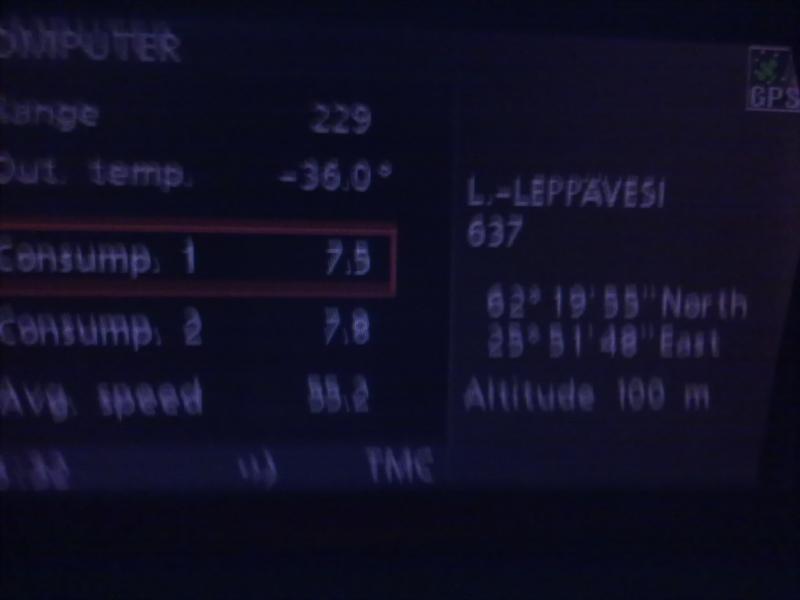 COMPUTER
GPS
Range 229
Out. temp. -36.0°
L.-LEPPÄVESI
637
Consump. 1 7.5
62° 19' 55" North
Consump. 2 7.8
25° 51' 48" East
Avg. speed 55.2
Altitude 100 m
TMC